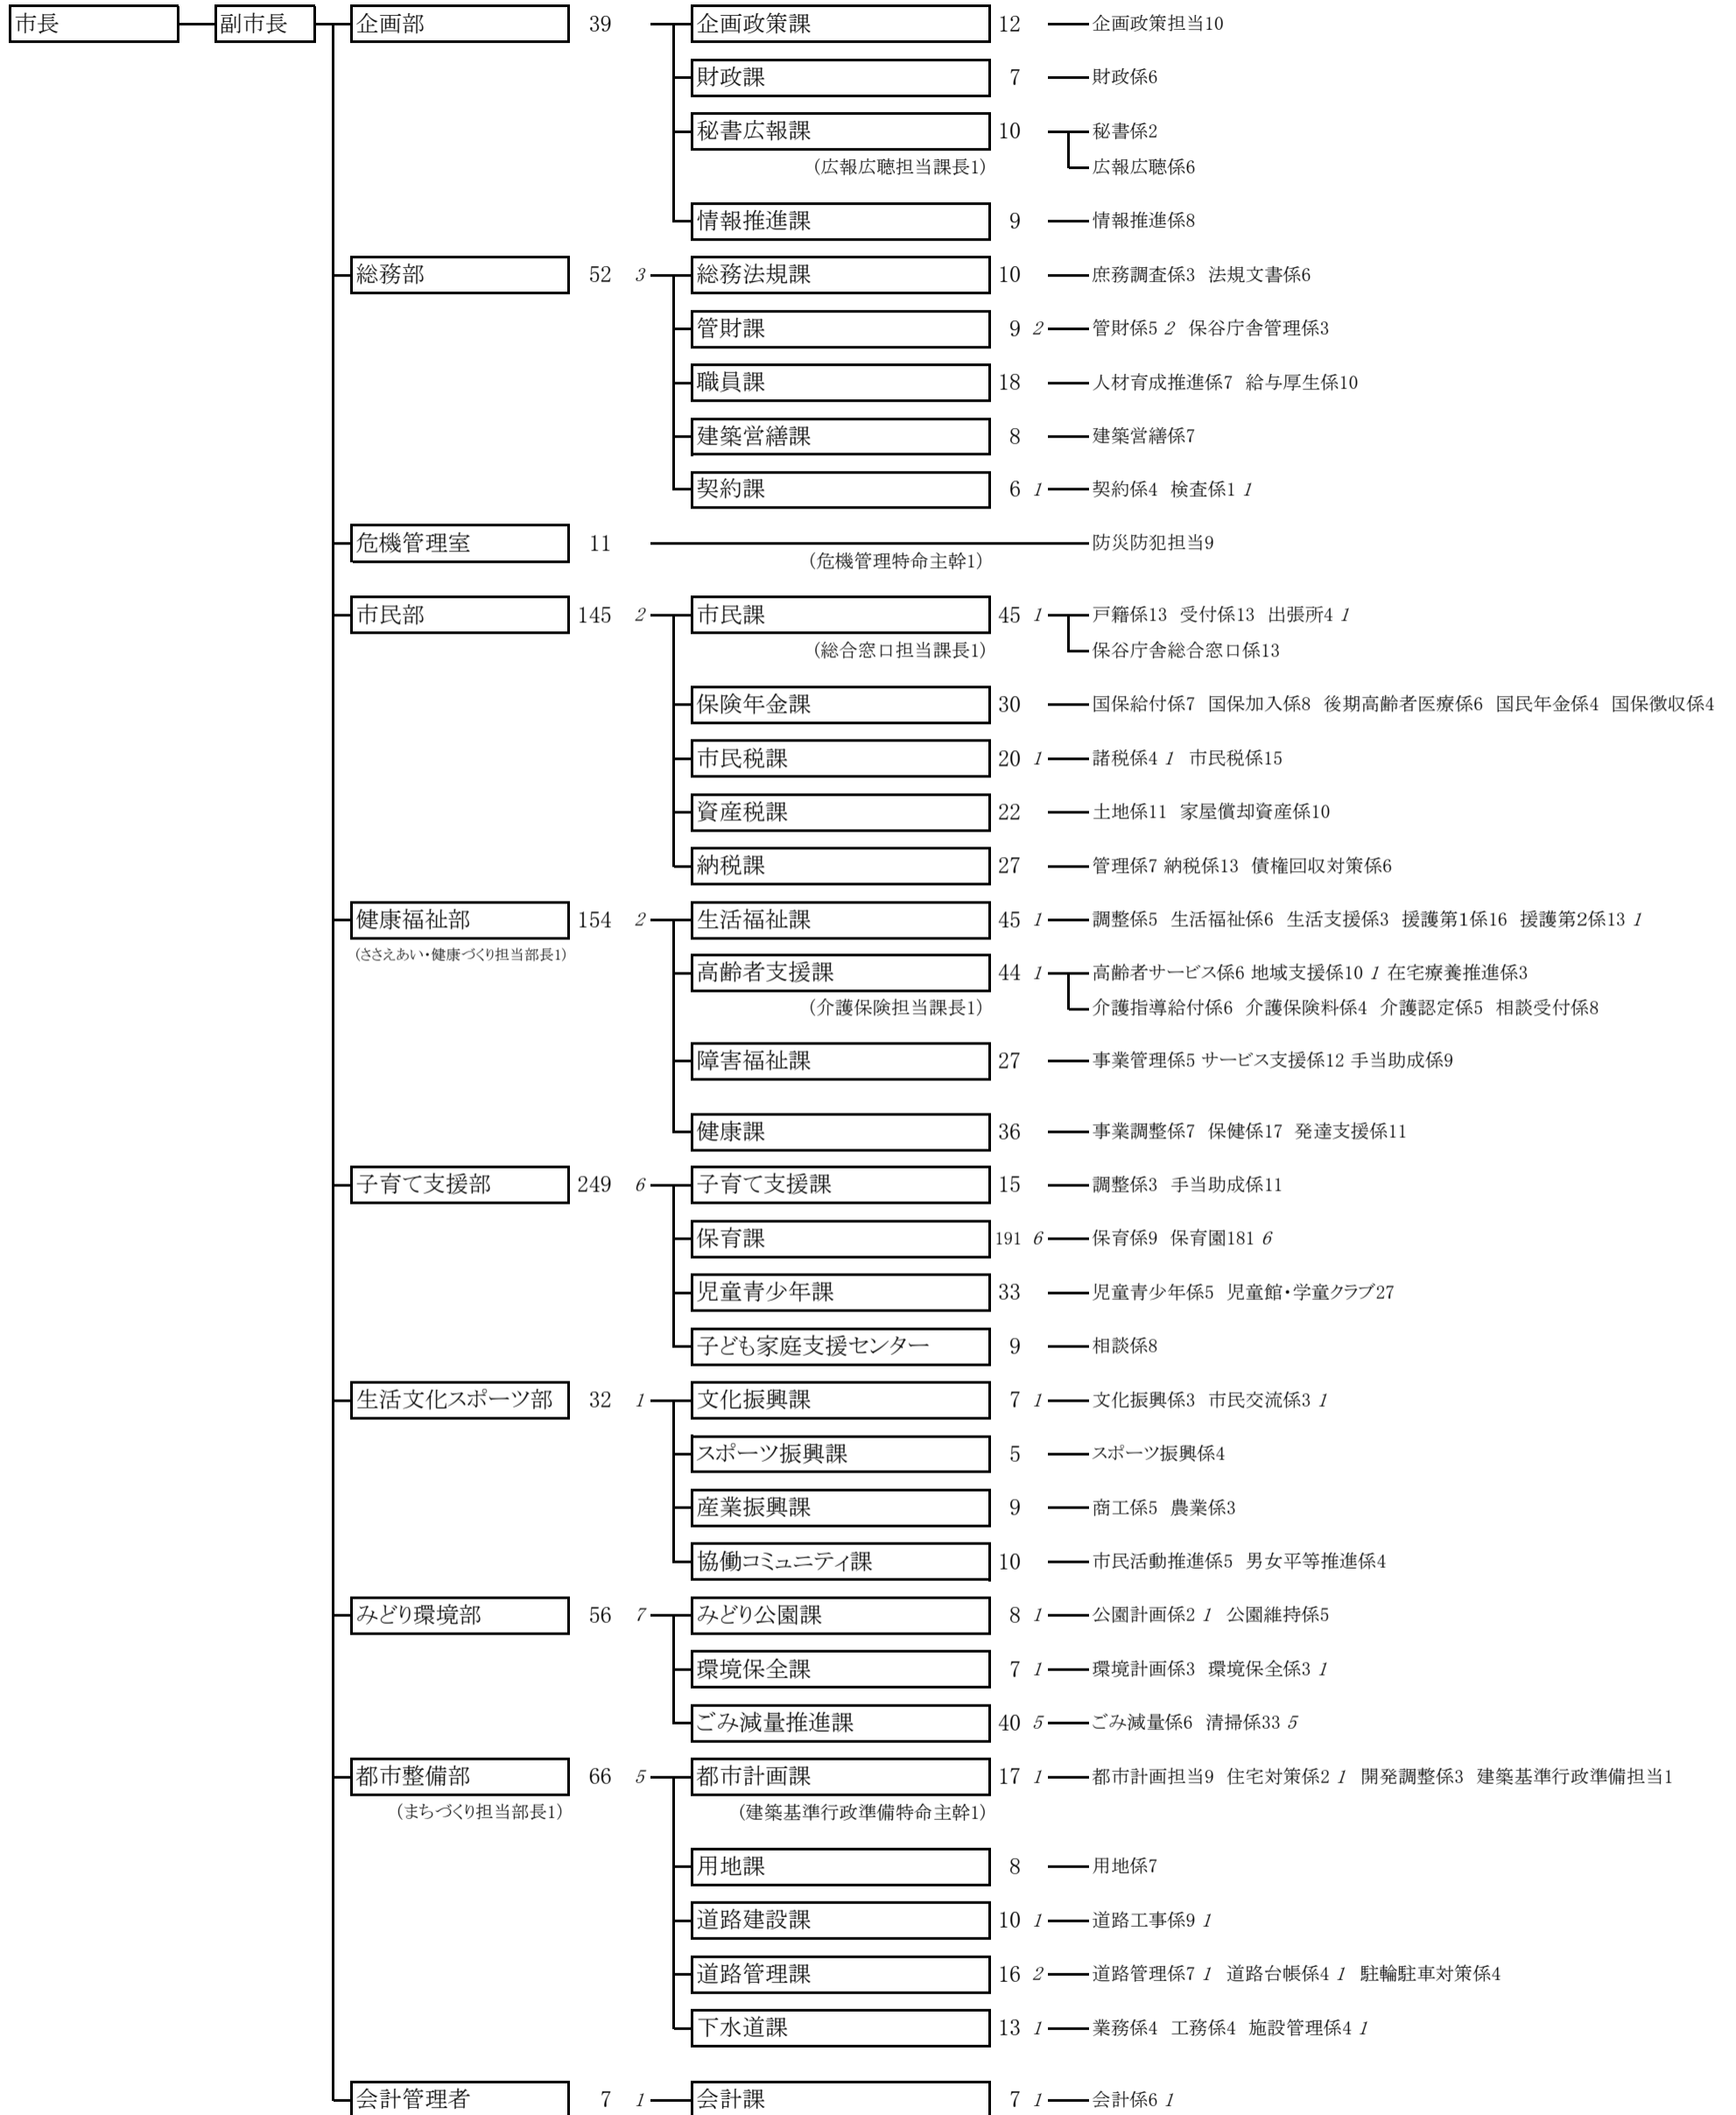 市長 副市長 企画部 39 企画政策課 12 企画政策担当10
財政課 7 財政係6
秘書広報課 10 秘書係2
(広報広聴担当課長1) 広報広聴係6
情報推進課 9 情報推進係8
総務部 52 3 総務法規課 10 庶務調査係3 法規文書係6
管財課 9 2 管財係5 2 保谷庁舎管理係3
職員課 18 人材育成推進係7 給与厚生係10
建築営繕課 8 建築営繕係7
契約課 6 1 契約係4 検査係1 1
危機管理室 11 防災防犯担当9
(危機管理特命主幹1)
市民部 145 2 市民課 45 1 戸籍係13 受付係13 出張所4 1
(総合窓口担当課長1) 保谷庁舎総合窓口係13
保険年金課 30 国保給付係7 国保加入係8 後期高齢者医療係6 国民年金係4 国保徴収係4
市民税課 20 1 諸税係4 1 市民税係15
資産税課 22 土地係11 家屋償却資産係10
納税課 27 管理係7 納税係13 債権回収対策係6
健康福祉部 154 2 生活福祉課 45 1 調整係5 生活福祉係6 生活支援係3 援護第1係16 援護第2係13 1
(ささえあい・健康づくり担当部長1)
高齢者支援課 44 1 高齢者サービス係6 地域支援係10 1 在宅療養推進係3
(介護保険担当課長1) 介護指導給付係6 介護保険料係4 介護認定係5 相談受付係8
障害福祉課 27 事業管理係5 サービス支援係12 手当助成係9
健康課 36 事業調整係7 保健係17 発達支援係11
子育て支援部 249 6 子育て支援課 15 調整係3 手当助成係11
保育課 191 6 保育係9 保育園181 6
児童青少年課 33 児童青少年係5 児童館・学童クラブ27
子ども家庭支援センター 9 相談係8
生活文化スポーツ部 32 1 文化振興課 7 1 文化振興係3 市民交流係3 1
スポーツ振興課 5 スポーツ振興係4
産業振興課 9 商工係5 農業係3
協働コミュニティ課 10 市民活動推進係5 男女平等推進係4
みどり環境部 56 7 みどり公園課 8 1 公園計画係2 1 公園維持係5
環境保全課 7 1 環境計画係3 環境保全係3 1
ごみ減量推進課 40 5 ごみ減量係6 清掃係33 5
都市整備部 66 5 都市計画課 17 1 都市計画担当9 住宅対策係2 1 開発調整係3 建築基準行政準備担当1
(まちづくり担当部長1) (建築基準行政準備特命主幹1)
用地課 8 用地係7
道路建設課 10 1 道路工事係9 1
道路管理課 16 2 道路管理係7 1 道路台帳係4 1 駐輪駐車対策係4
下水道課 13 1 業務係4 工務係4 施設管理係4 1
会計管理者 7 1 会計課 7 1 会計係6 1